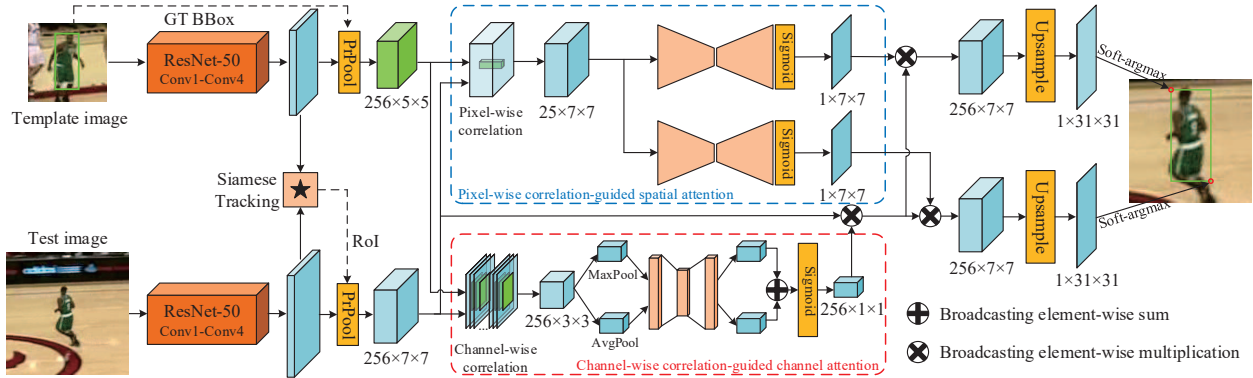 GT BBox
ResNet-50
Conv1-Conv4
PrPool
256×5×5
Template image
Pixel-wise
correlation
25×7×7
Sigmoid
1×7×7
Sigmoid
1×7×7
Pixel-wise correlation-guided spatial attention
256×7×7
Upsample
1×31×31
Soft-argmax
Siamese
Tracking
RoI
Test image
ResNet-50
Conv1-Conv4
PrPool
256×7×7
Channel-wise
correlation
256×3×3
MaxPool
AvgPool
Sigmoid
256×1×1
Channel-wise correlation-guided channel attention
256×7×7
Upsample
1×31×31
Soft-argmax
Broadcasting element-wise sum
Broadcasting element-wise multiplication